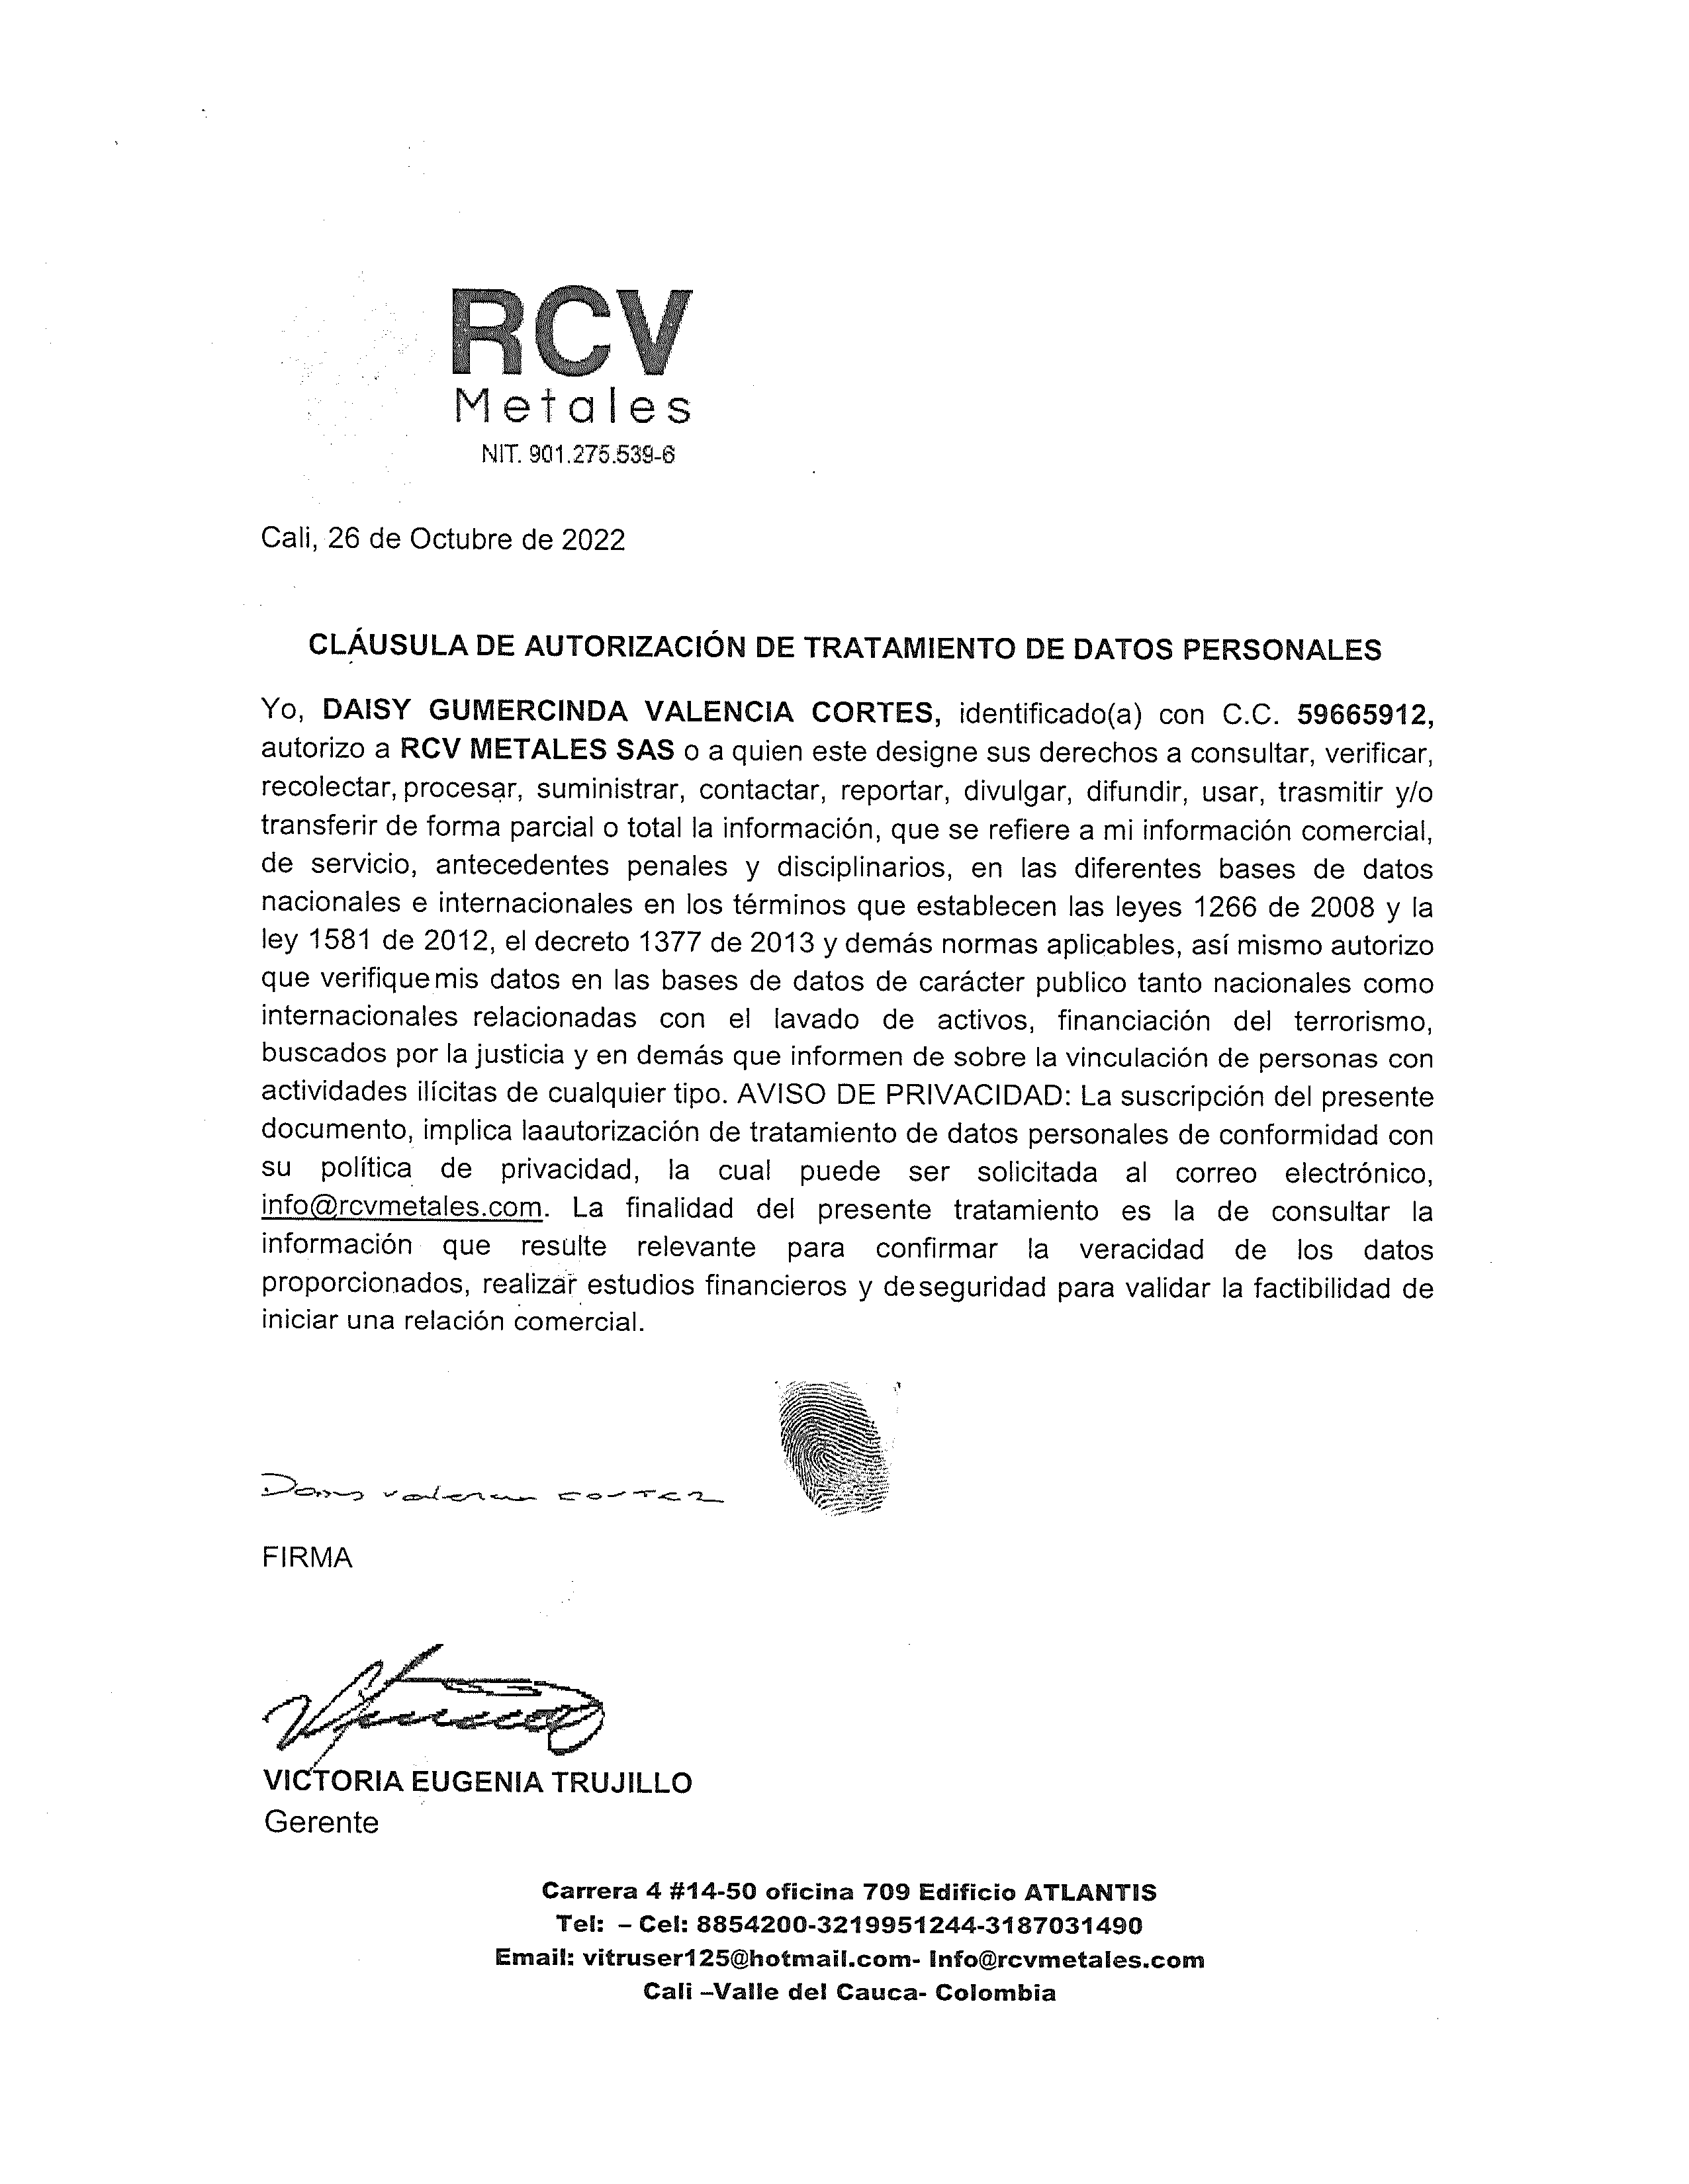 RCV
Metales
NIT. 901.275.539-6
Cali, 26 de Octubre de 2022
CLÁUSULA DE AUTORIZACIÓN DE TRATAMIENTO DE DATOS PERSONALES
Yo, DAISY GUMERCINDA VALENCIA CORTES, identificado(a) con C.C. 59665912,
autorizo a RCV METALES SAS o a quien este designe sus derechos a consultar, verificar,
recolectar, procesar, suministrar, contactar, reportar, divulgar, difundir, usar, trasmitir y/o
transferir de forma parcial o total la información, que se refiere a mi información comercial,
de servicio, antecedentes penales y disciplinarios, en las diferentes bases de datos
nacionales e internacionales en los términos que establecen las leyes 1266 de 2008 y la
ley 1581 de 2012, el decreto 1377 de 2013 y demás normas aplicables, así mismo autorizo
que verifique mis datos en las bases de datos de carácter publico tanto nacionales como
internacionales relacionadas con el lavado de activos, financiación del terrorismo,
buscados por la justicia y en demás que informen de sobre la vinculación de personas con
actividades ilícitas de cualquier tipo. AVISO DE PRIVACIDAD: La suscripción del presente
documento, implica laautorización de tratamiento de datos personales de conformidad con
su política de privacidad, la cual puede ser solicitada al correo electrónico,
info@rcvmetales.com. La finalidad del presente tratamiento es la de consultar la
información que resulte relevante para confirmar la veracidad de los datos
proporcionados, realizar estudios financieros y de seguridad para validar la factibilidad de
iniciar una relación comercial.
Daisy valencia cortez
FIRMA
VICTORIA EUGENIA TRUJILLO
Gerente
Carrera 4 #14-50 oficina 709 Edificio ATLANTIS
Tel: – Cel: 8854200-3219951244-3187031490
Email: vitruser125@hotmail.com- Info@rcvmetales.com
Cali –Valle del Cauca- Colombia